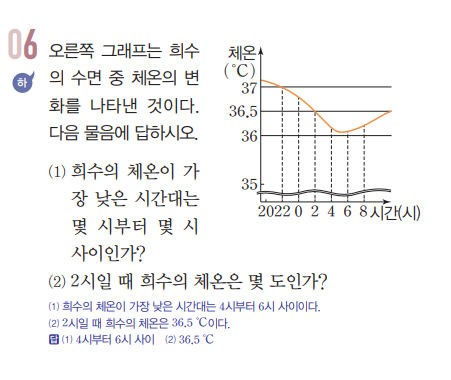 06
하
오른쪽 그래프는 희수
의 수면 중 체온의 변
화를 나타낸 것이다.
다음 물음에 답하시오.
(1) 희수의 체온이 가
장 낮은 시간대는
몇 시부터 몇 시
사이인가?
체온
(℃)
37
36.5
36
35
20 22 0 2 4 6 8 시간(시)
(2) 2시일 때 희수의 체온은 몇 도인가?
(1) 희수의 체온이 가장 낮은 시간대는 4시부터 6시 사이이다.
(2) 2시일 때 희수의 체온은 36.5 ℃이다.
답 (1) 4시부터 6시 사이 (2) 36.5 ℃